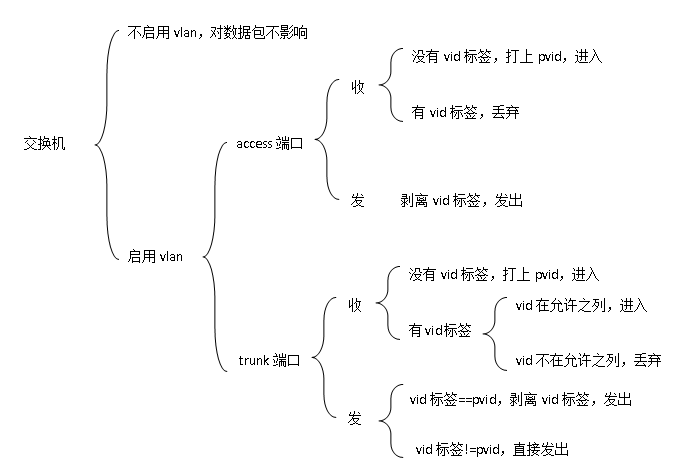 交换机
不启用 vlan，对数据包不影响
启用 vlan
access 端口
收
没有 vid 标签，打上 pvid，进入
有 vid 标签，丢弃
发
剥离 vid 标签，发出
trunk 端口
收
没有 vid 标签，打上 pvid，进入
有vid标签
vid 在允许之列，进入
vid 不在允许之列，丢弃
发
vid 标签==pvid，剥离 vid 标签，发出
vid 标签!=pvid，直接发出